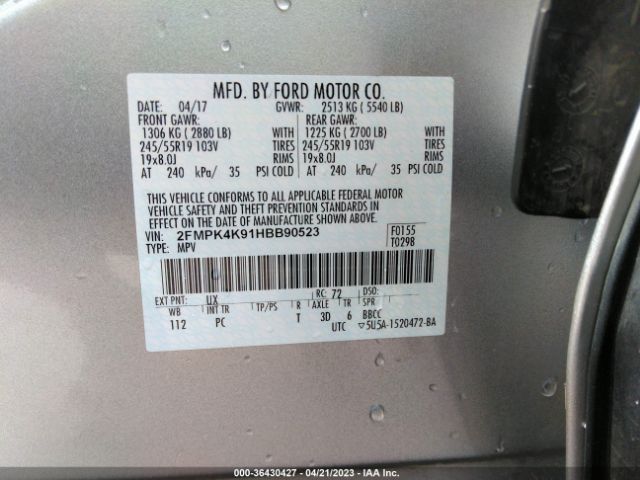 MFD. BY FORD MOTOR CO.
DATE: 04/17 GVWR: 2513 KG ( 5540 LB)
FRONT GAWR: REAR GAWR:
1306 KG ( 2880 LB) WITH 1225 KG ( 2700 LB) WITH
245/55R19 103V TIRES 245/55R19 103V TIRES
19x8.0J RIMS 19x8.0J RIMS
AT 240 kPa/ 35 PSI COLD AT 240 kPa/ 35 PSI COLD
THIS VEHICLE CONFORMS TO ALL APPLICABLE FEDERAL MOTOR
VEHICLE SAFETY AND THEFT PREVENTION STANDARDS IN
EFFECT ON THE DATE OF MANUFACTURE SHOWN ABOVE.
VIN: 2FMPK4K91HBB90523 F0155
TYPE: MPV T0298
EXT PNT: UX RC: 72 DSO:
WB INT TR TP/PS R AXLE TR SPR
112 PC T 3D 6 BBCC
UTC ▽5U5A-1520472-BA
000-36430427 - 04/21/2023 - IAA Inc.